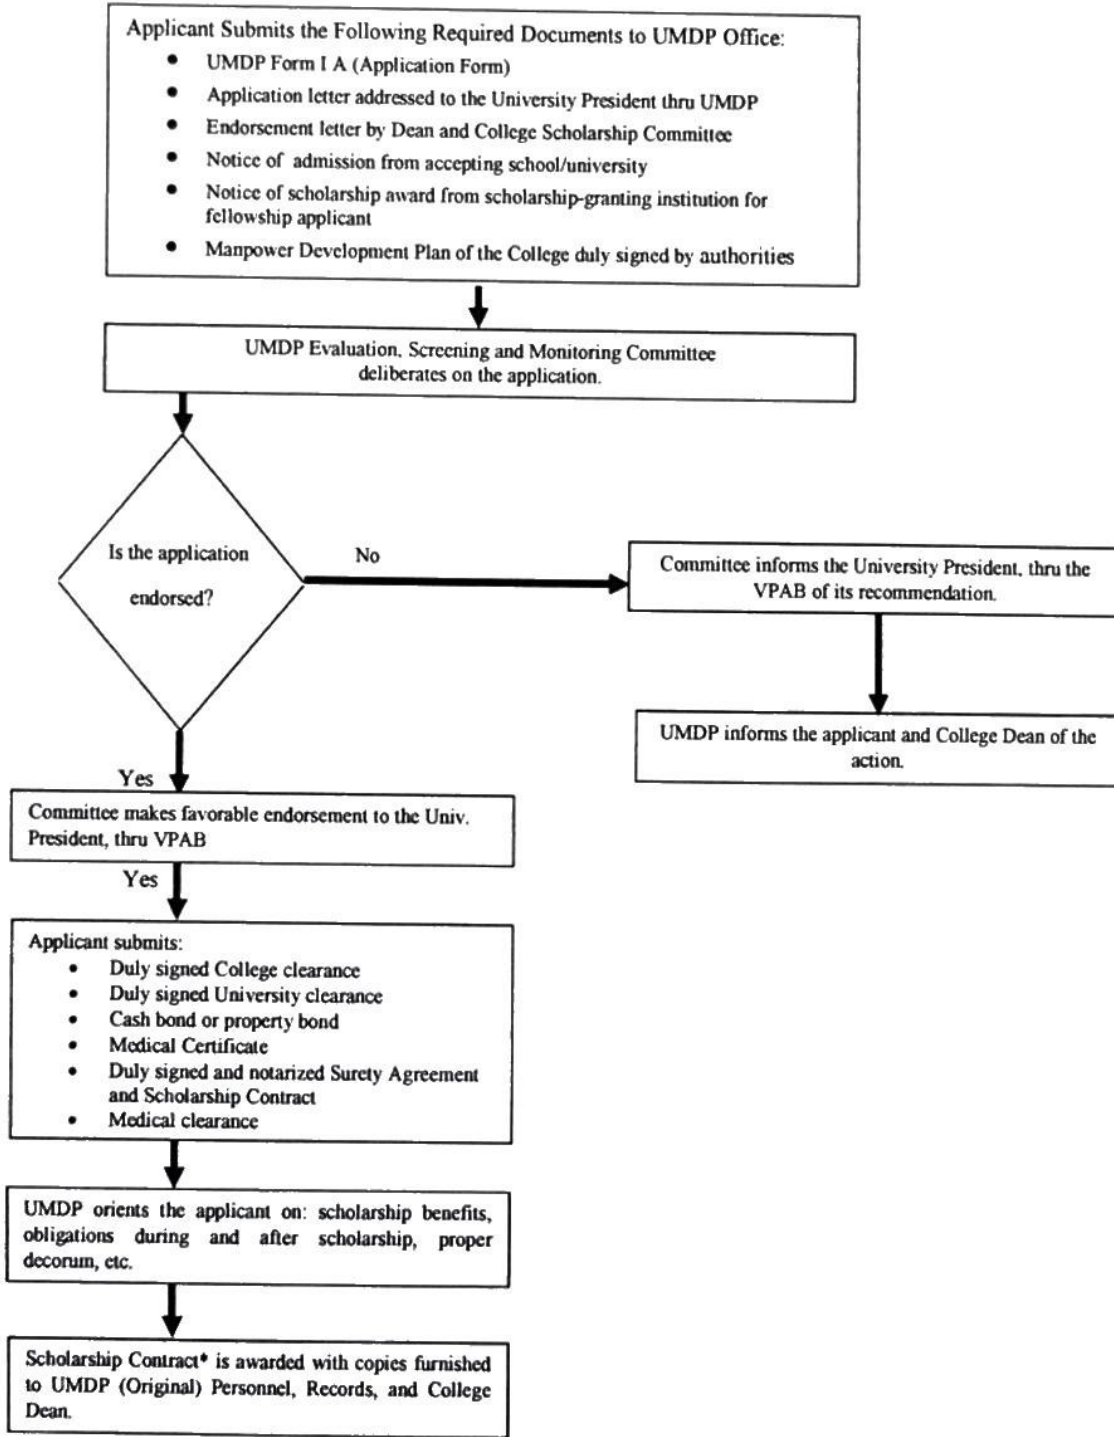 Applicant Submits the Following Required Documents to UMDP Office:
• UMDP Form I A (Application Form)
• Application letter addressed to the University President thru UMDP
• Endorsement letter by Dean and College Scholarship Committee
• Notice of admission from accepting school/university
• Notice of scholarship award from scholarship-granting institution for
fellowship applicant
• Manpower Development Plan of the College duly signed by authorities
UMDP Evaluation, Screening and Monitoring Committee
deliberates on the application.
Is the application
endorsed?
No
Committee informs the University President, thru the
VPAB of its recommendation.
UMDP informs the applicant and College Dean of the
action.
Yes
Committee makes favorable endorsement to the Univ.
President, thru VPAB
Yes
Applicant submits:
• Duly signed College clearance
• Duly signed University clearance
• Cash bond or property bond
• Medical Certificate
• Duly signed and notarized Surety Agreement
and Scholarship Contract
• Medical clearance
UMDP orients the applicant on: scholarship benefits,
obligations during and after scholarship, proper
decorum, etc.
Scholarship Contract* is awarded with copies furnished
to UMDP (Original) Personnel, Records, and College
Dean.